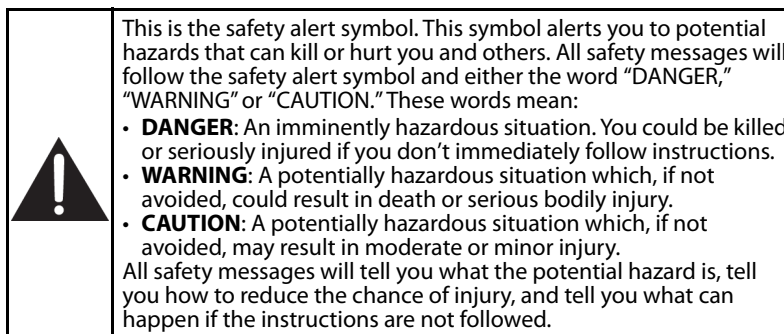 This is the safety alert symbol. This symbol alerts you to potential
hazards that can kill or hurt you and others. All safety messages will
follow the safety alert symbol and either the word “DANGER,”
“WARNING” or “CAUTION.” These words mean:
• DANGER: An imminently hazardous situation. You could be killed
or seriously injured if you don’t immediately follow instructions.
• WARNING: A potentially hazardous situation which, if not
avoided, could result in death or serious bodily injury.
• CAUTION: A potentially hazardous situation which, if not
avoided, may result in moderate or minor injury.
All safety messages will tell you what the potential hazard is, tell
you how to reduce the chance of injury, and tell you what can
happen if the instructions are not followed.